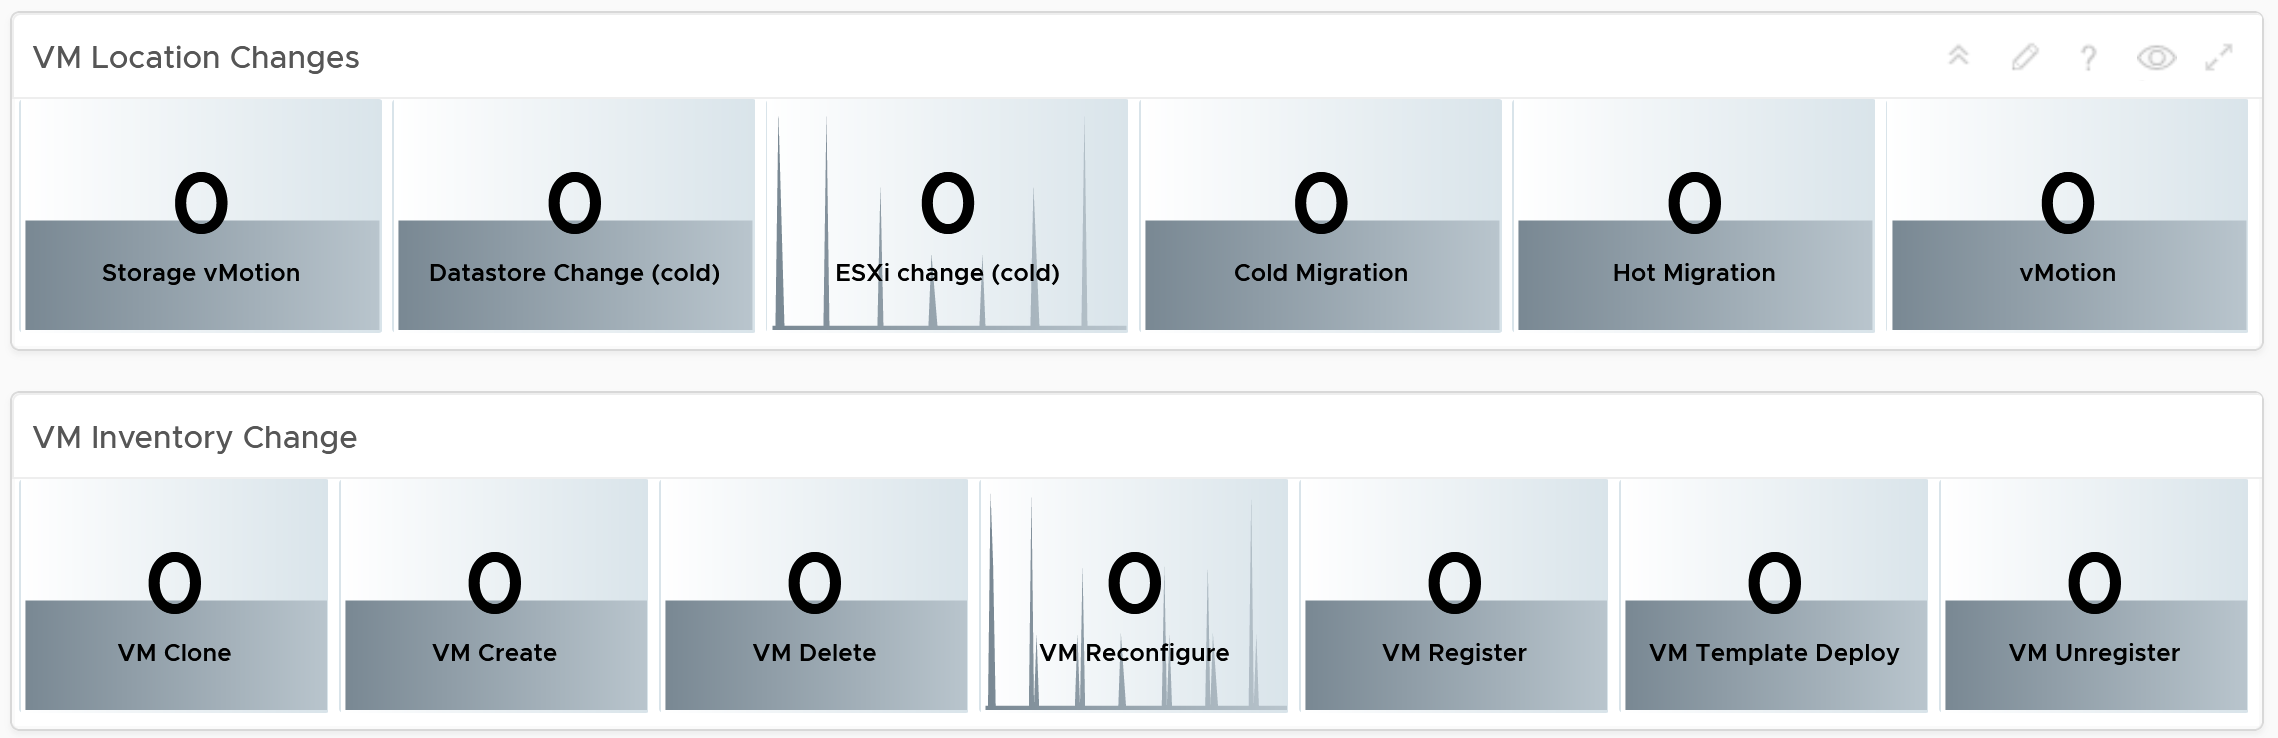 VM Location Changes
0
Storage vMotion
0
Datastore Change (cold)
0
ESXi change (cold)
0
Cold Migration
0
Hot Migration
0
vMotion
VM Inventory Change
0
VM Clone
0
VM Create
0
VM Delete
0
VM Reconfigure
0
VM Register
0
VM Template Deploy
0
VM Unregister